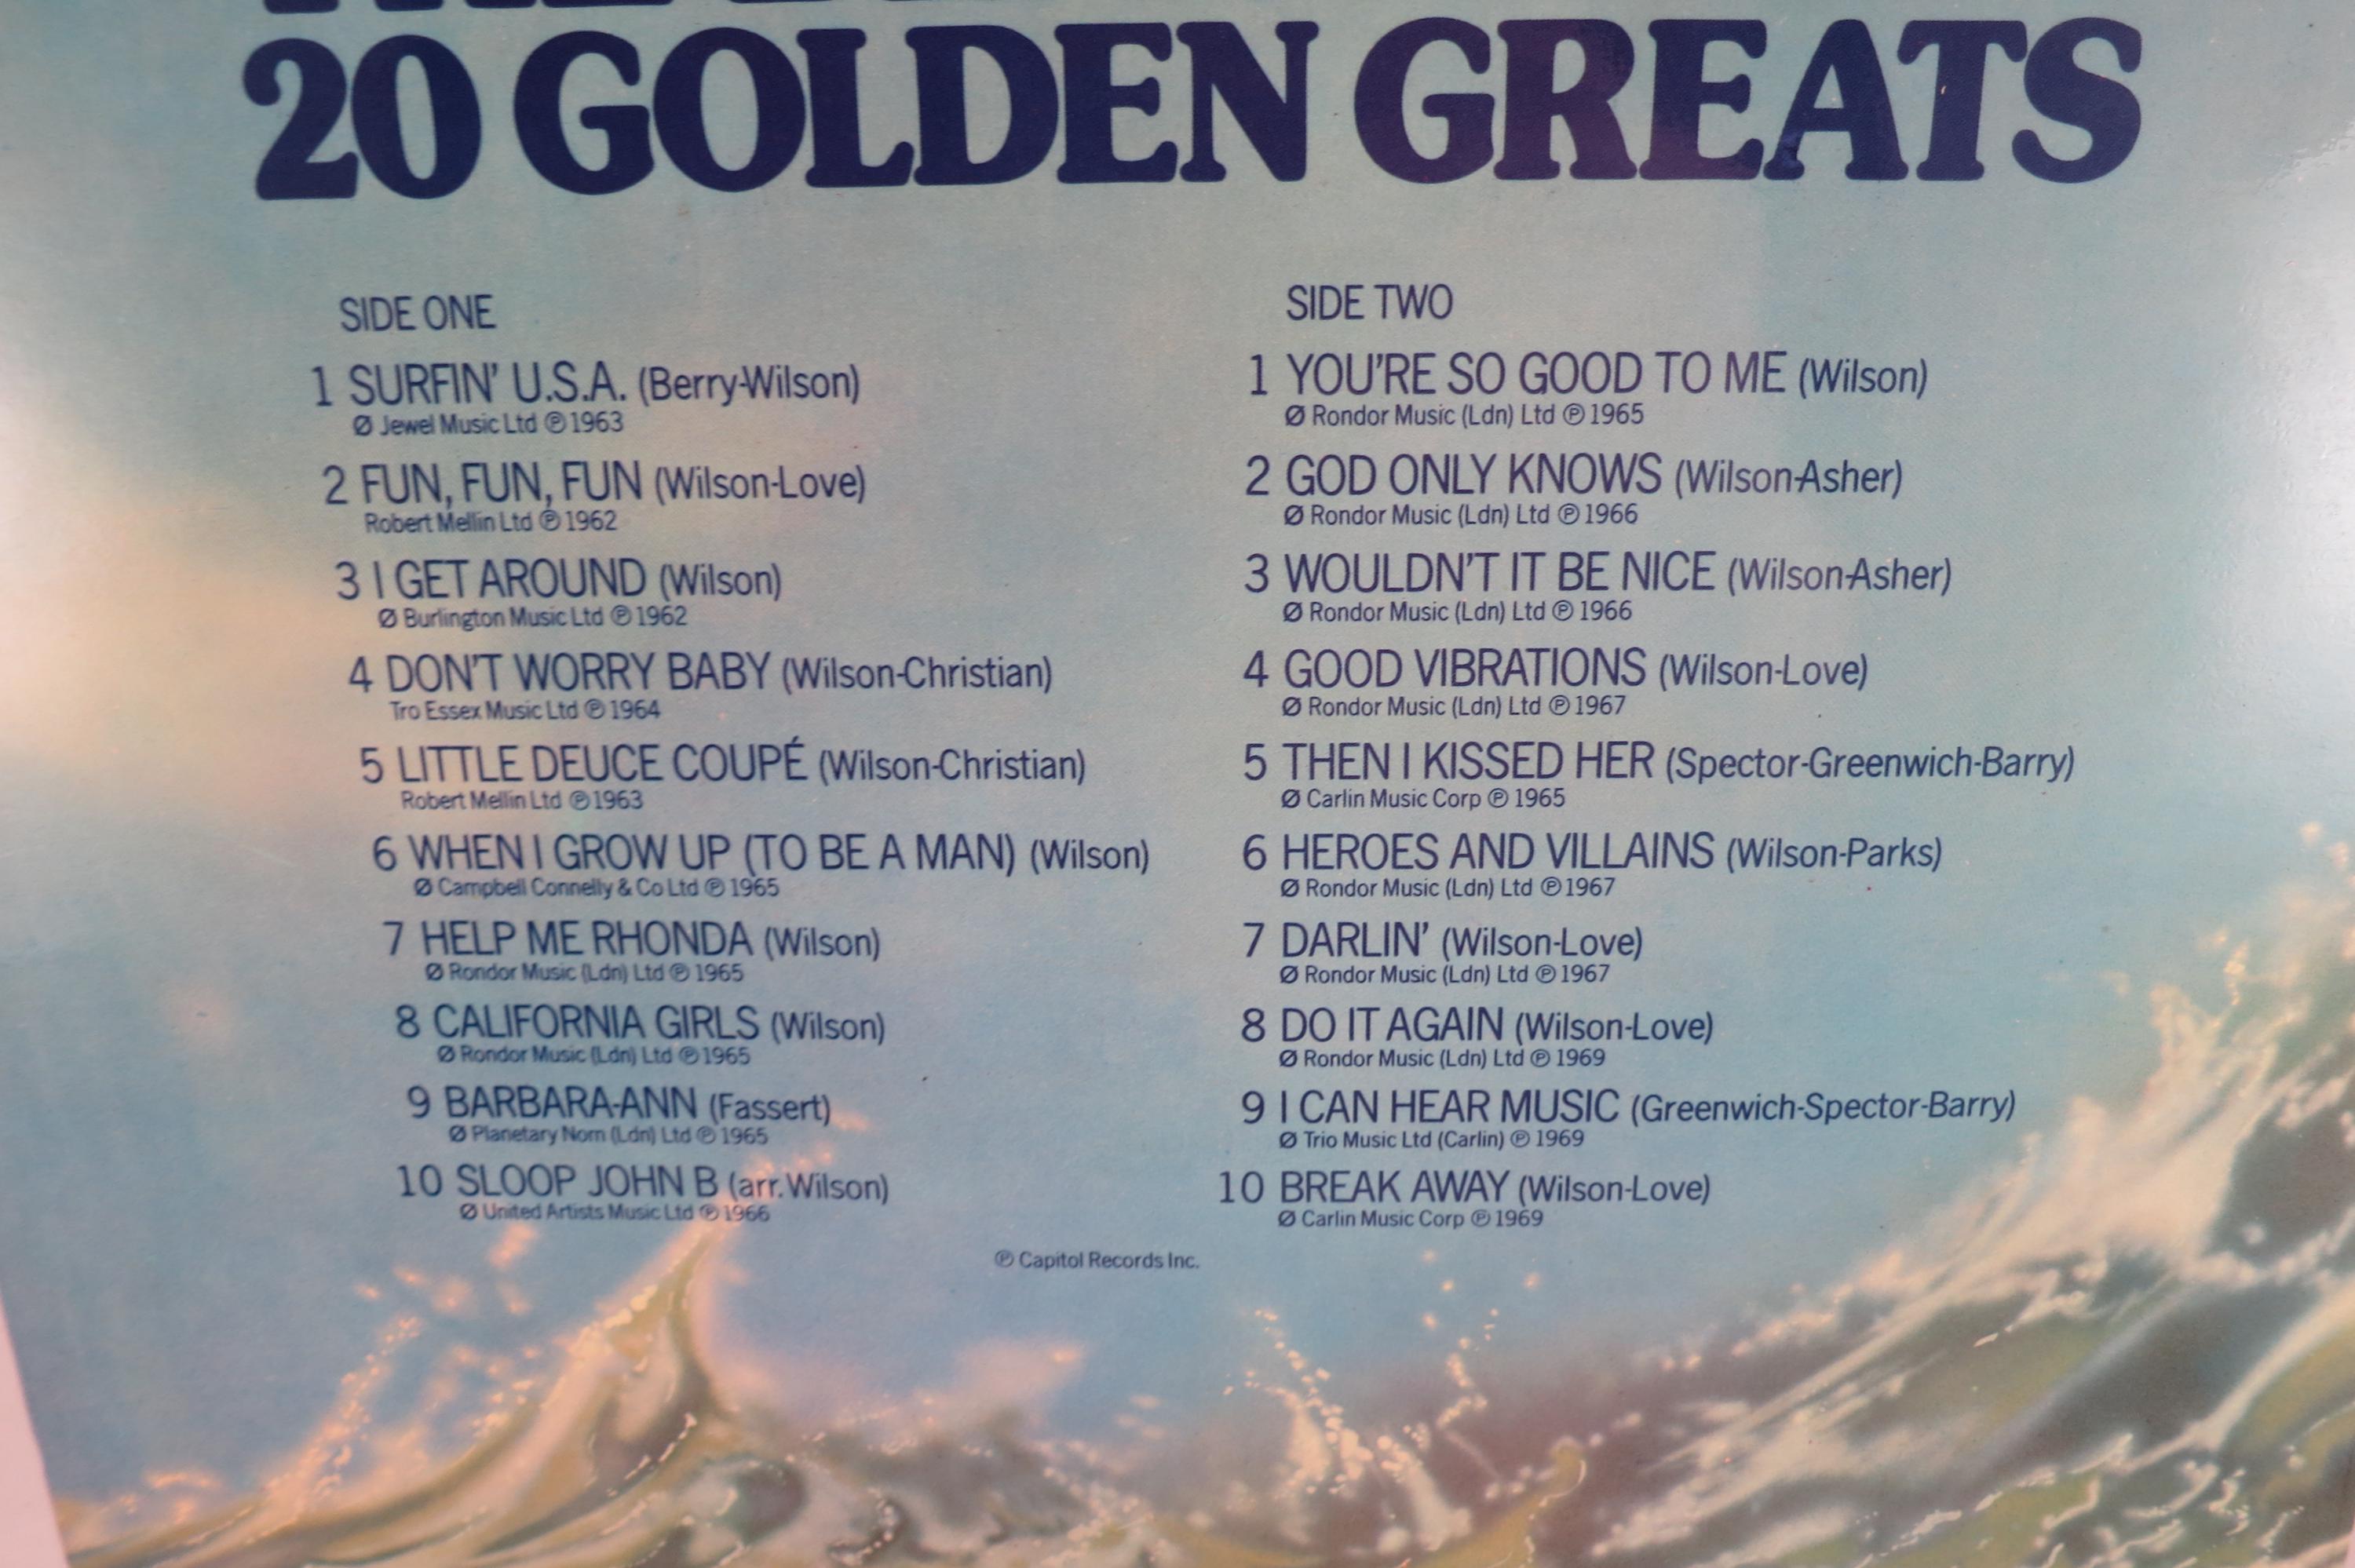 20 GOLDEN GREATS
SIDE ONE
1 SURFIN' U.S.A. (Berry-Wilson)
Ø Jewel Music Ltd ℗ 1963
2 FUN, FUN, FUN (Wilson-Love)
Robert Mellin Ltd ℗ 1962
3 I GET AROUND (Wilson)
Ø Burlington Music Ltd ℗ 1962
4 DON'T WORRY BABY (Wilson-Christian)
Tro Essex Music Ltd ℗ 1964
5 LITTLE DEUCE COUPÉ (Wilson-Christian)
Robert Mellin Ltd ℗ 1963
6 WHEN I GROW UP (TO BE A MAN) (Wilson)
Ø Campbell Connelly & Co Ltd ℗ 1965
7 HELP ME RHONDA (Wilson)
Ø Rondor Music (Ldn) Ltd ℗ 1965
8 CALIFORNIA GIRLS (Wilson)
Ø Rondor Music (Ldn) Ltd ℗ 1965
9 BARBARA-ANN (Fassert)
Ø Planetary Nom (Ldn) Ltd ℗ 1965
10 SLOOP JOHN B (arr. Wilson)
Ø United Artists Music Ltd ℗ 1966
SIDE TWO
1 YOU'RE SO GOOD TO ME (Wilson)
Ø Rondor Music (Ldn) Ltd ℗ 1965
2 GOD ONLY KNOWS (Wilson-Asher)
Ø Rondor Music (Ldn) Ltd ℗ 1966
3 WOULDN'T IT BE NICE (Wilson-Asher)
Ø Rondor Music (Ldn) Ltd ℗ 1966
4 GOOD VIBRATIONS (Wilson-Love)
Ø Rondor Music (Ldn) Ltd ℗ 1967
5 THEN I KISSED HER (Spector-Greenwich-Barry)
Ø Carlin Music Corp ℗ 1965
6 HEROES AND VILLAINS (Wilson-Parks)
Ø Rondor Music (Ldn) Ltd ℗ 1967
7 DARLIN' (Wilson-Love)
Ø Rondor Music (Ldn) Ltd ℗ 1967
8 DO IT AGAIN (Wilson-Love)
Ø Rondor Music (Ldn) Ltd ℗ 1969
9 I CAN HEAR MUSIC (Greenwich-Spector-Barry)
Ø Trio Music Ltd (Carlin) ℗ 1969
10 BREAK AWAY (Wilson-Love)
Ø Carlin Music Corp ℗ 1969
℗ Capitol Records Inc.